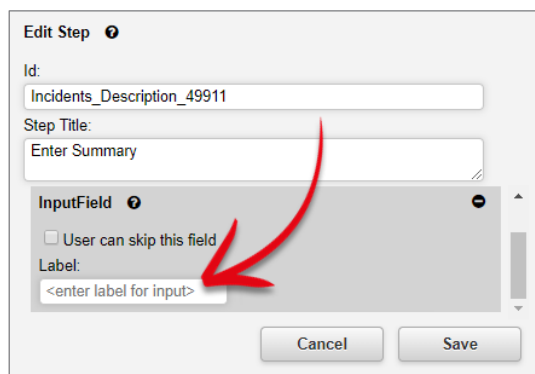 Edit Step ?
Id:
Incidents_Description_49911
Step Title:
Enter Summary
InputField ?
User can skip this field
Label:
<enter label for input>
Cancel Save